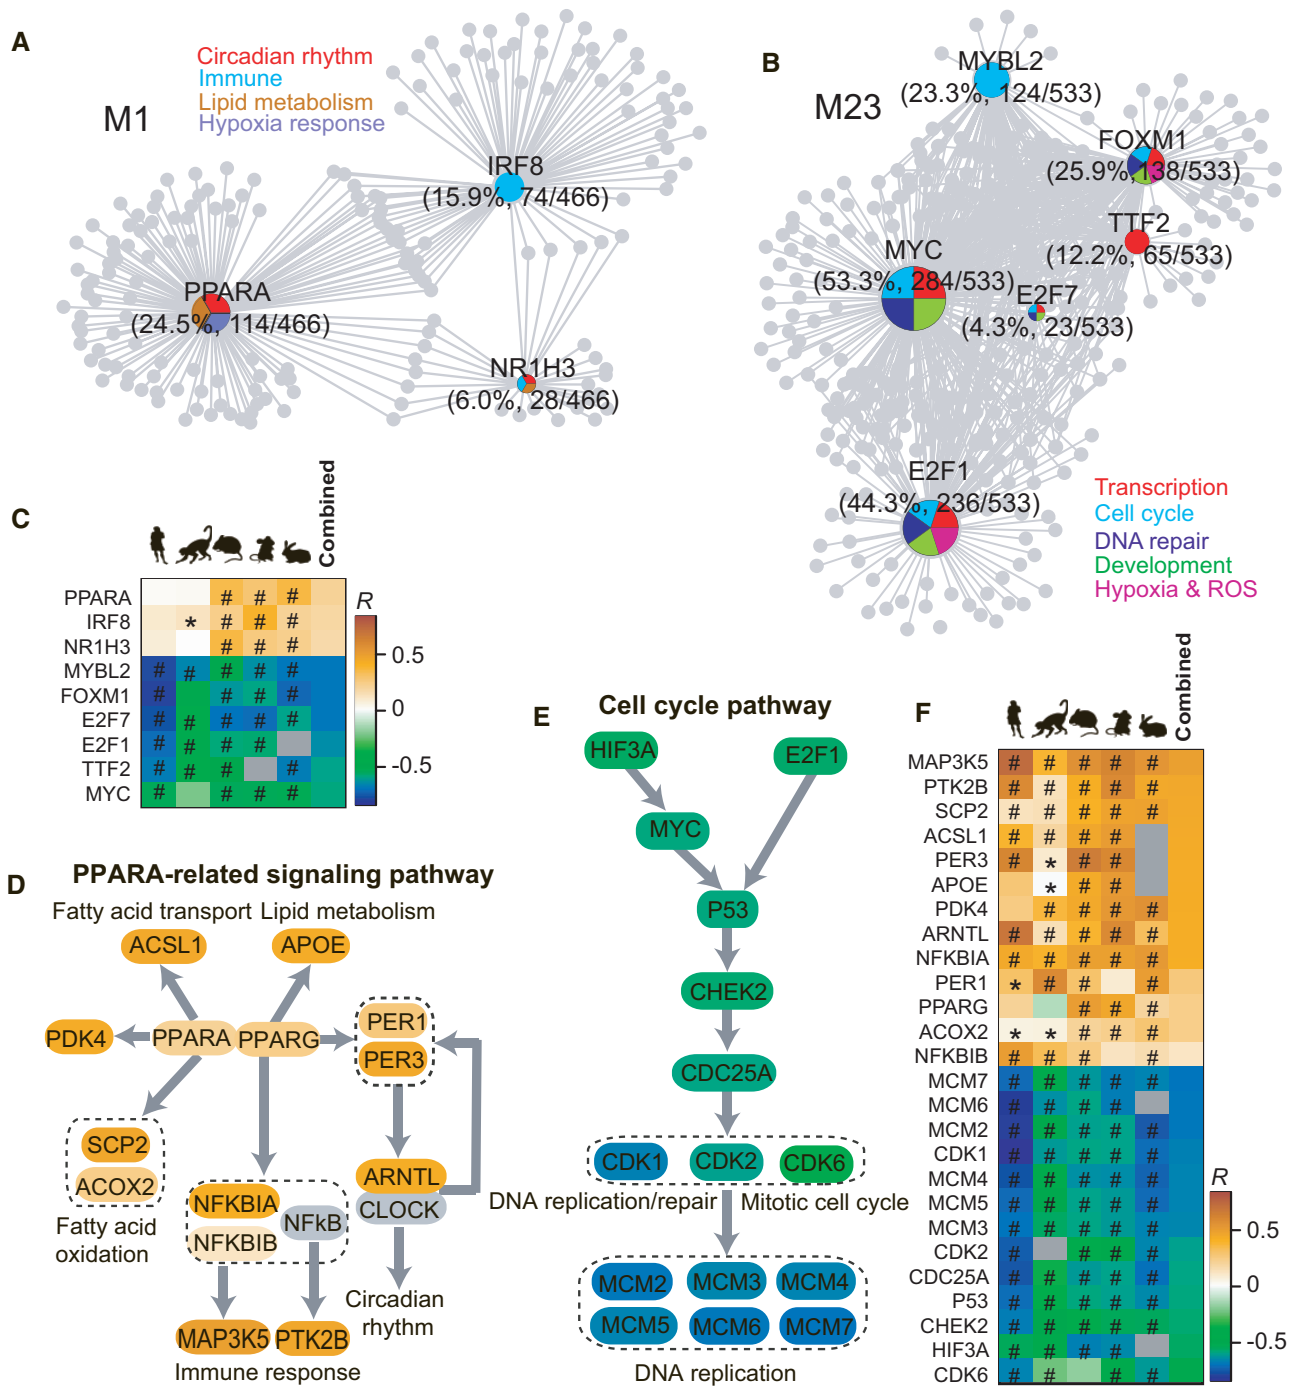 A
Circadian rhythm
Immune
Lipid metabolism
Hypoxia response
M1
IRF8
(15.9%, 74/466)
PPARA
(24.5%, 114/466)
NR1H3
(6.0%, 28/466)
B
M23
MYBL2
(23.3%, 124/533)
FOXM1
(25.9%,138/533)
TTF2
(12.2%, 65/533)
MYC
(53.3%, 284/533)
E2F7
(4.3%, 23/533)
E2F1
(44.3%, 236/533)
Transcription
Cell cycle
DNA repair
Development
Hypoxia & ROS
C
Combined
PPARA # # #
IRF8 * # # #
NR1H3 # # #
MYBL2 # # # # #
FOXM1 # # # #
E2F7 # # # # #
E2F1 # # # #
TTF2 # # # #
MYC # # # #
R
0.5
0
-0.5
D
PPARA-related signaling pathway
Fatty acid transport Lipid metabolism
ACSL1 APOE
PDK4 PPARA PPARG PER1
PER3
SCP2
ACOX2
Fatty acid
oxidation
NFKBIA
NFKBIB
NFkB
ARNTL
CLOCK
Circadian
rhythm
MAP3K5 PTK2B
Immune response
E
Cell cycle pathway
HIF3A E2F1
MYC
P53
CHEK2
CDC25A
CDK1 CDK2 CDK6
DNA replication/repair Mitotic cell cycle
MCM2 MCM3 MCM4
MCM5 MCM6 MCM7
DNA replication
F
Combined
MAP3K5 # # # # #
PTK2B # # # # #
SCP2 # # # # #
ACSL1 # # # #
PER3 # * # #
APOE * # #
PDK4 # # # #
ARNTL # # # # #
NFKBIA # # # # #
PER1 * # # #
PPARG # # #
ACOX2 * * # # #
NFKBIB # # # #
MCM7 # # # # #
MCM6 # # # #
MCM2 # # # # #
CDK1 # # # # #
MCM4 # # # # #
MCM5 # # # # #
MCM3 # # # # #
CDK2 # # # #
CDC25A # # # # #
P53 # # # # #
CHEK2 # # # # #
HIF3A # # # #
CDK6 # # # # #
R
0.5
0
-0.5